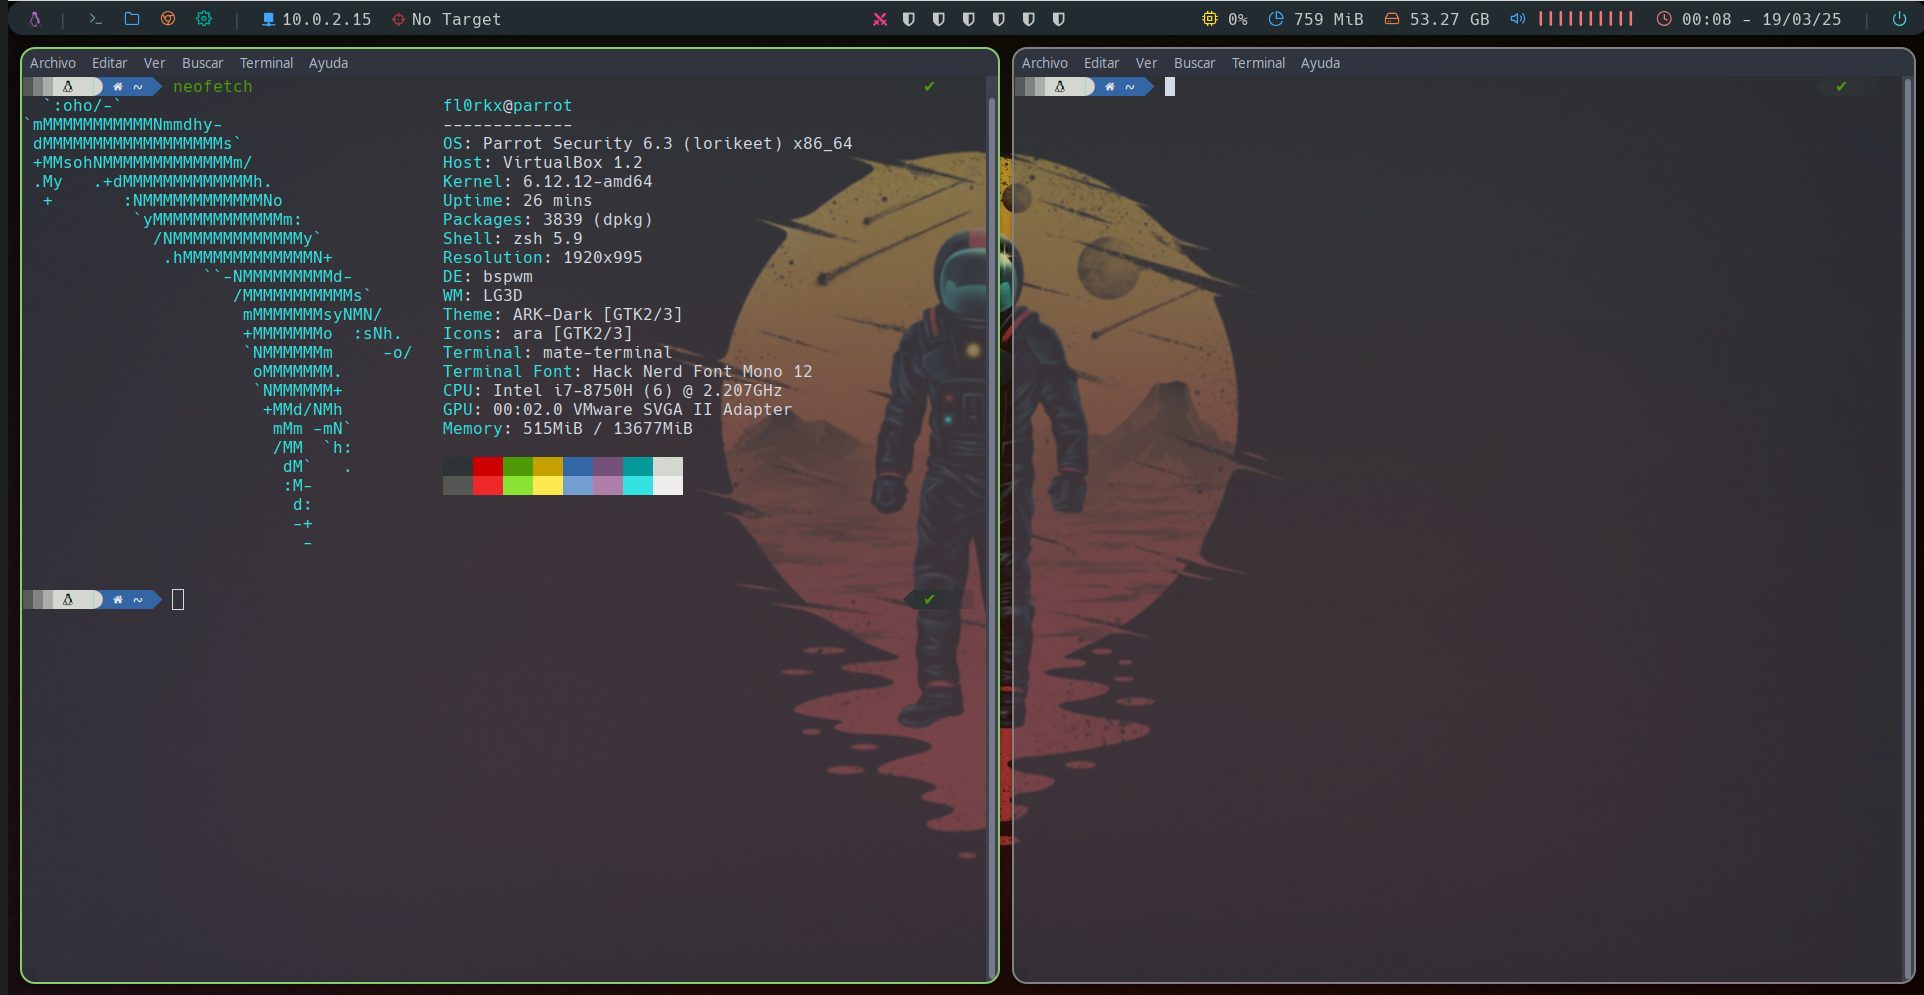 10.0.2.15 No Target 0% 759 MiB 53.27 GB 00:08 - 19/03/25
Archivo Editar Ver Buscar Terminal Ayuda
~ neofetch
`:oho/-` fl0rkx@parrot
`mMMMMMMMMMMMNmmdhy- -------------
dMMMMMMMMMMMMMMMMMMs` OS: Parrot Security 6.3 (lorikeet) x86_64
+MMsohNMMMMMMMMMMMMMm/ Host: VirtualBox 1.2
.My .+dMMMMMMMMMMMMMh. Kernel: 6.12.12-amd64
+ :NMMMMMMMMMMMMNo Uptime: 26 mins
`yMMMMMMMMMMMMMm: Packages: 3839 (dpkg)
/NMMMMMMMMMMMMMy` Shell: zsh 5.9
.hMMMMMMMMMMMMMN+ Resolution: 1920x995
``-NMMMMMMMMMd- DE: bspwm
/MMMMMMMMMMMs` WM: LG3D
mMMMMMMMsyNMN/ Theme: ARK-Dark [GTK2/3]
+MMMMMMMo :sNh. Icons: ara [GTK2/3]
`NMMMMMMm -o/ Terminal: mate-terminal
oMMMMMMM. Terminal Font: Hack Nerd Font Mono 12
`NMMMMMM+ CPU: Intel i7-8750H (6) @ 2.207GHz
+MMd/NMh GPU: 00:02.0 VMware SVGA II Adapter
mMm -mN` Memory: 515MiB / 13677MiB
/MM `h:
dM` .
:M-
d:
-+
-
~
Archivo Editar Ver Buscar Terminal Ayuda
~